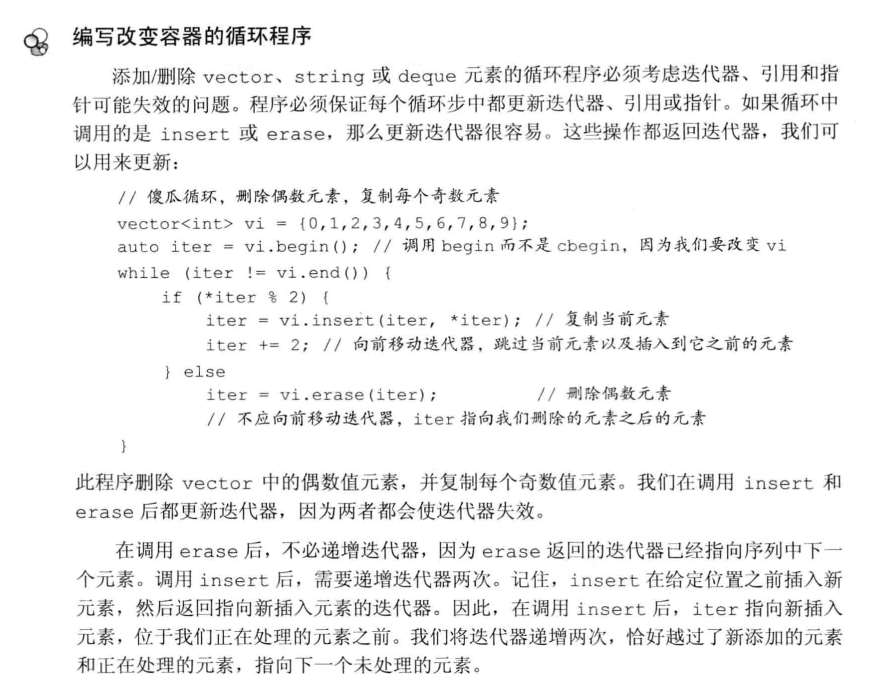 编写改变容器的循环程序
添加/删除 vector、string 或 deque 元素的循环程序必须考虑迭代器、引用和指
针可能失效的问题。程序必须保证每个循环步中都更新迭代器、引用或指针。如果循环中
调用的是 insert 或 erase，那么更新迭代器很容易。这些操作都返回迭代器，我们可
以用来更新：
// 傻瓜循环，删除偶数元素，复制每个奇数元素
vector<int> vi = {0,1,2,3,4,5,6,7,8,9};
auto iter = vi.begin(); // 调用 begin 而不是 cbegin，因为我们要改变 vi
while (iter != vi.end()) {
if (*iter % 2) {
iter = vi.insert(iter, *iter); // 复制当前元素
iter += 2; // 向前移动迭代器，跳过当前元素以及插入到它之前的元素
} else
iter = vi.erase(iter); // 删除偶数元素
// 不应向前移动迭代器，iter 指向我们删除的元素之后的元素
}
此程序删除 vector 中的偶数值元素，并复制每个奇数值元素。我们在调用 insert 和
erase 后都更新迭代器，因为两者都会使迭代器失效。
在调用 erase 后，不必递增迭代器，因为 erase 返回的迭代器已经指向序列中下一
个元素。调用 insert 后，需要递增迭代器两次。记住，insert 在给定位置之前插入新
元素，然后返回指向新插入元素的迭代器。因此，在调用 insert 后，iter 指向新插入
元素，位于我们正在处理的元素之前。我们将迭代器递增两次，恰好越过了新添加的元素
和正在处理的元素，指向下一个未处理的元素。